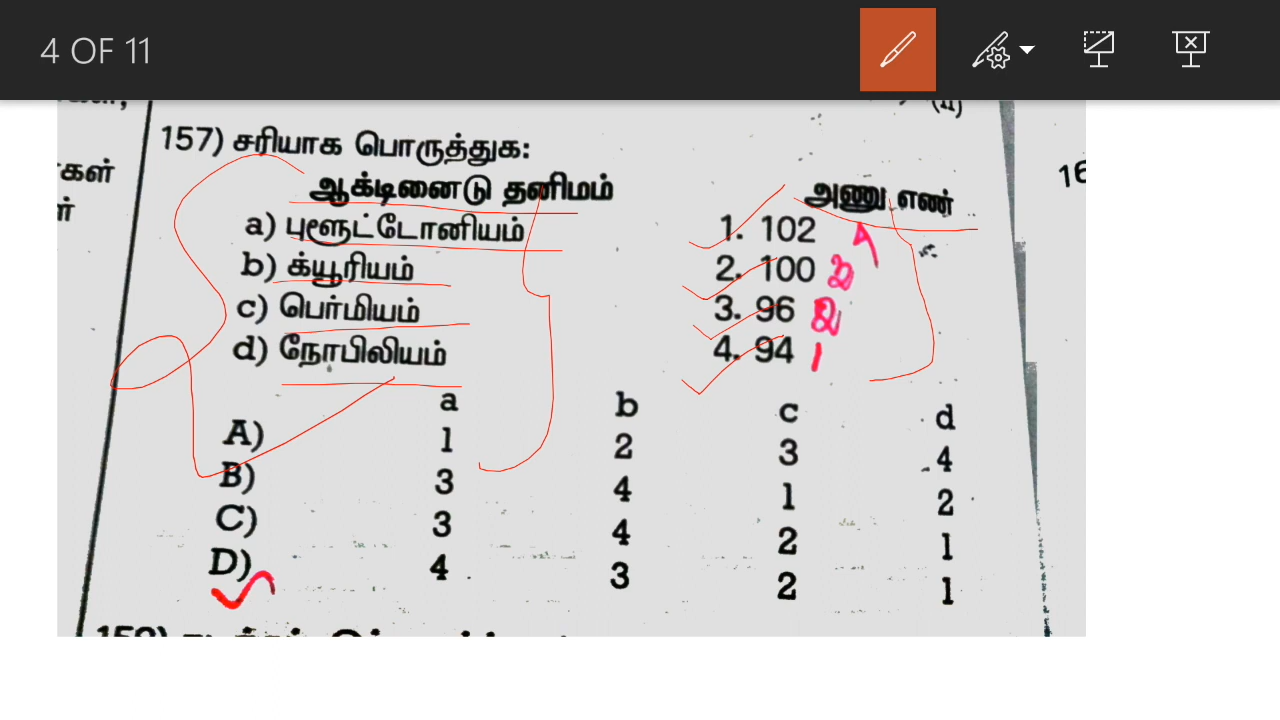 4 OF 11
(ii)
157) சரியாக பொருத்துக:
ஆக்டினைடு தனிமம் அணு எண்
a) புளூட்டோனியம் 1. 102
b) க்யூரியம் 2. 100
c) பெர்மியம் 3. 96
d) நோபிலியம் 4. 94
a b c d
A) 1 2 3 4
B) 3 4 1 2
C) 3 4 2 1
D) 4 3 2 1